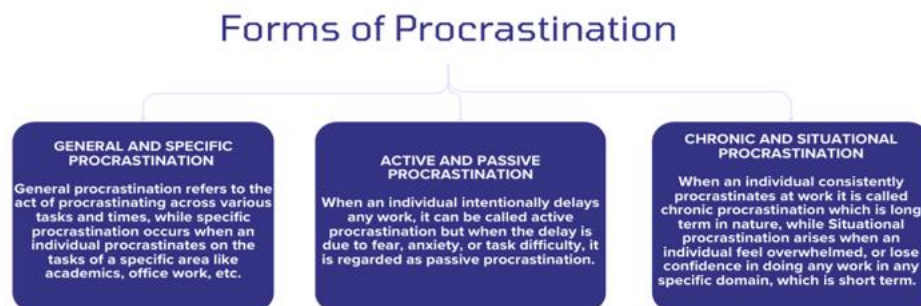 Forms of Procrastination
GENERAL AND SPECIFIC
PROCRASTINATION
General procrastination refers to the
act of procrastinating across various
tasks and times, while specific
procrastination occurs when an
individual procrastinates on the
tasks of a specific area like
academics, office work, etc.
ACTIVE AND PASSIVE
PROCRASTINATION
When an individual intentionally delays
any work, it can be called active
procrastination but when the delay is
due to fear, anxiety, or task difficulty, it
is regarded as passive procrastination.
CHRONIC AND SITUATIONAL
PROCRASTINATION
When an individual consistently
procrastinates at work it is called
chronic procrastination which is long
term in nature, while Situational
procrastination arises when an
individual feel overwhelmed, or lose
confidence in doing any work in any
specific domain, which is short term.